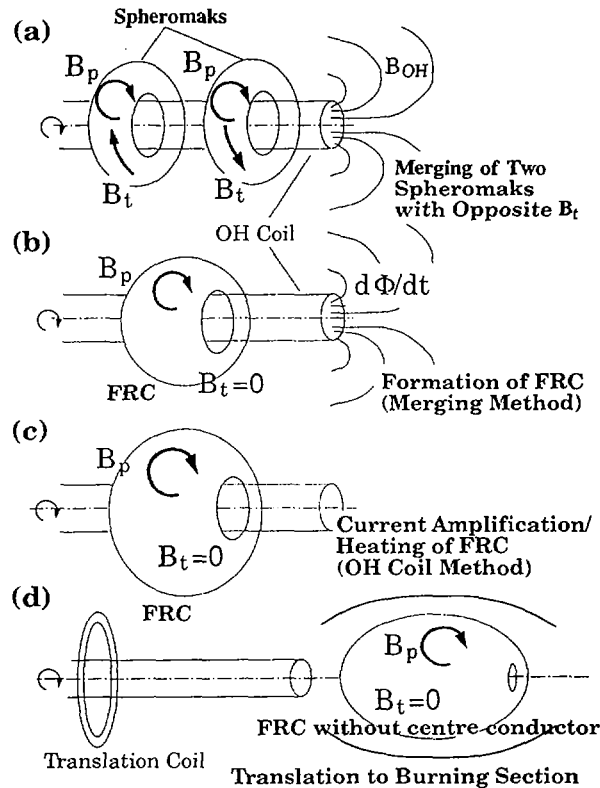 Spheromaks
(a)
Bp
Bp
BOH
Bt
Bt
Merging of Two
Spheromaks
with Opposite Bt
OH Coil
(b)
Bp
dΦ/dt
FRC
Bt=0
Formation of FRC
(Merging Method)
(c)
Bp
Bt=0
FRC
Current Amplification/
Heating of FRC
(OH Coil Method)
(d)
Bp
Bt=0
FRC without centre conductor
Translation Coil
Translation to Burning Section